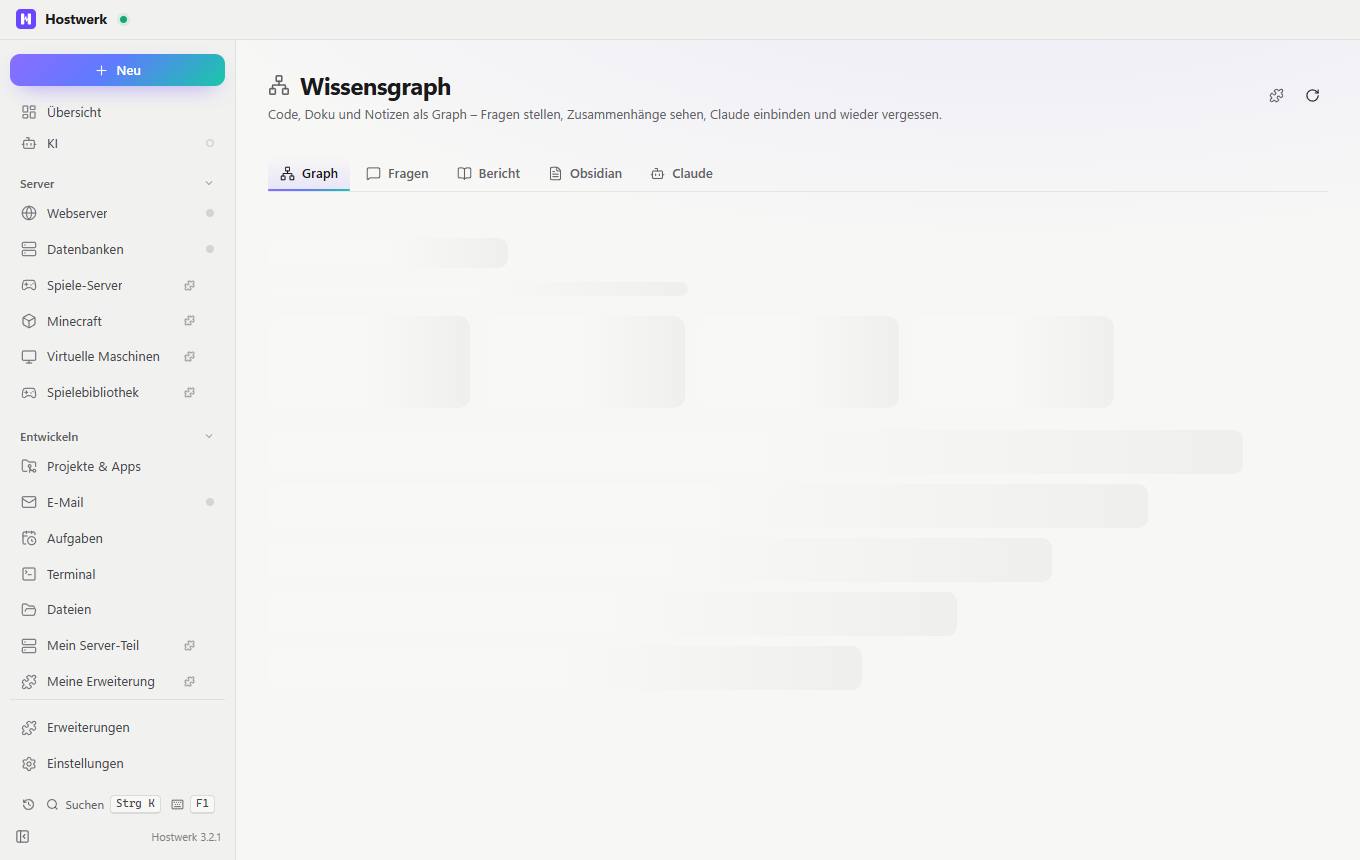 Hostwerk
Neu
Übersicht
KI
Server
Webserver
Datenbanken
Spiele-Server
Minecraft
Virtuelle Maschinen
Spielebibliothek
Entwickeln
Projekte & Apps
E-Mail
Aufgaben
Terminal
Dateien
Mein Server-Teil
Meine Erweiterung
Erweiterungen
Einstellungen
Suchen Strg K F1
Hostwerk 3.2.1
Wissensgraph
Code, Doku und Notizen als Graph – Fragen stellen, Zusammenhänge sehen, Claude einbinden und wieder vergessen.
Graph Fragen Bericht Obsidian Claude